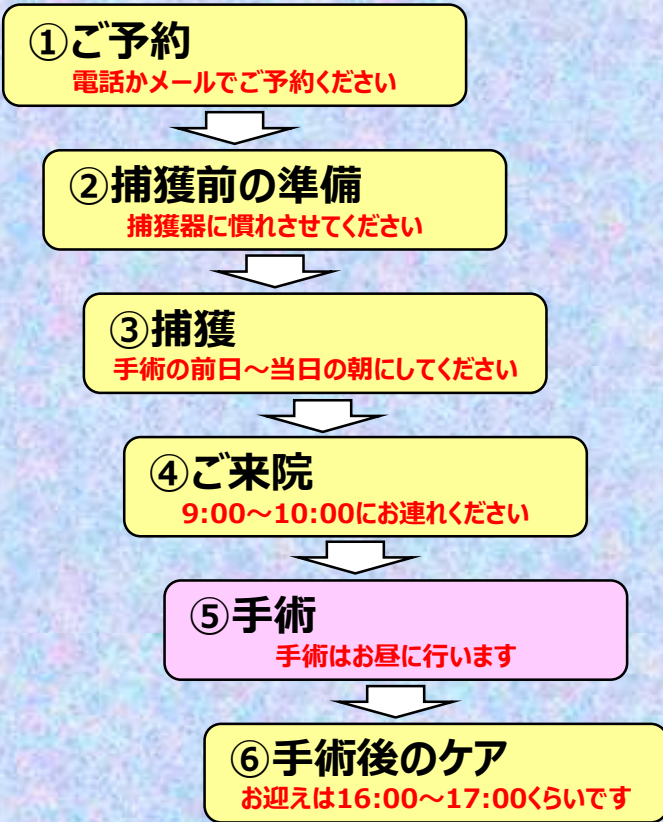 ①ご予約
電話かメールでご予約ください
②捕獲前の準備
捕獲器に慣れさせてください
③捕獲
手術の前日～当日の朝にしてください
④ご来院
9:00～10:00にお連れください
⑤手術
手術はお昼に行います
⑥手術後のケア
お迎えは16:00～17:00くらいです